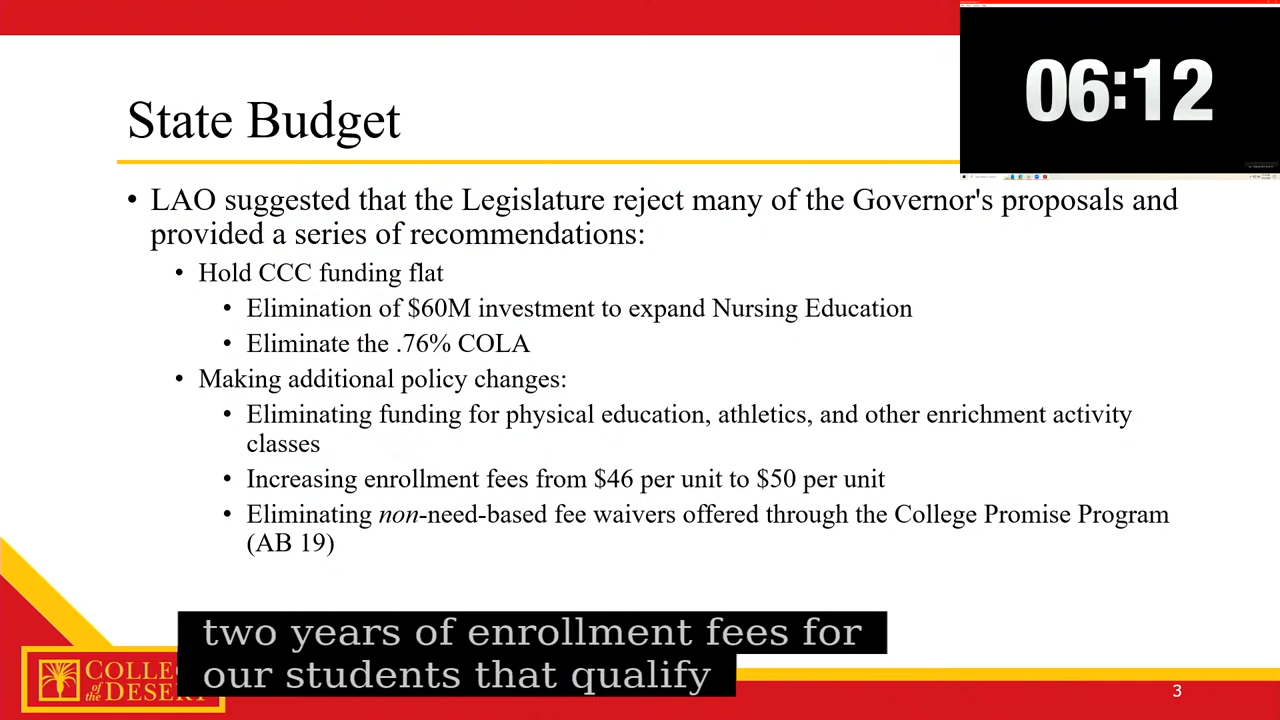 06:12
State Budget
• LAO suggested that the Legislature reject many of the Governor's proposals and
provided a series of recommendations:
• Hold CCC funding flat
• Elimination of $60M investment to expand Nursing Education
• Eliminate the .76% COLA
• Making additional policy changes:
• Eliminating funding for physical education, athletics, and other enrichment activity
classes
• Increasing enrollment fees from $46 per unit to $50 per unit
• Eliminating non-need-based fee waivers offered through the College Promise Program
(AB 19)
two years of enrollment fees for
our students that qualify
of the DESERT
3